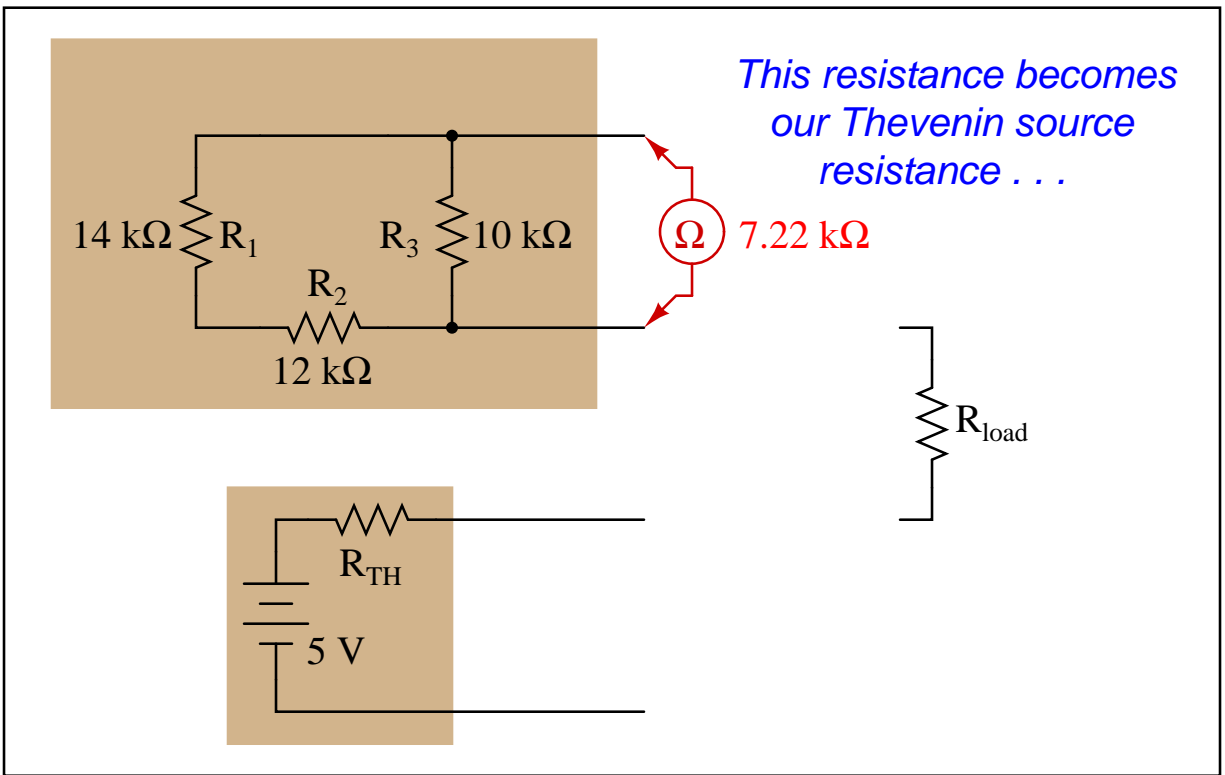 This resistance becomes
our Thevenin source
resistance . . .
14 kΩ R1 R3 10 kΩ Ω 7.22 kΩ
R2
12 kΩ
Rload
RTH
5 V